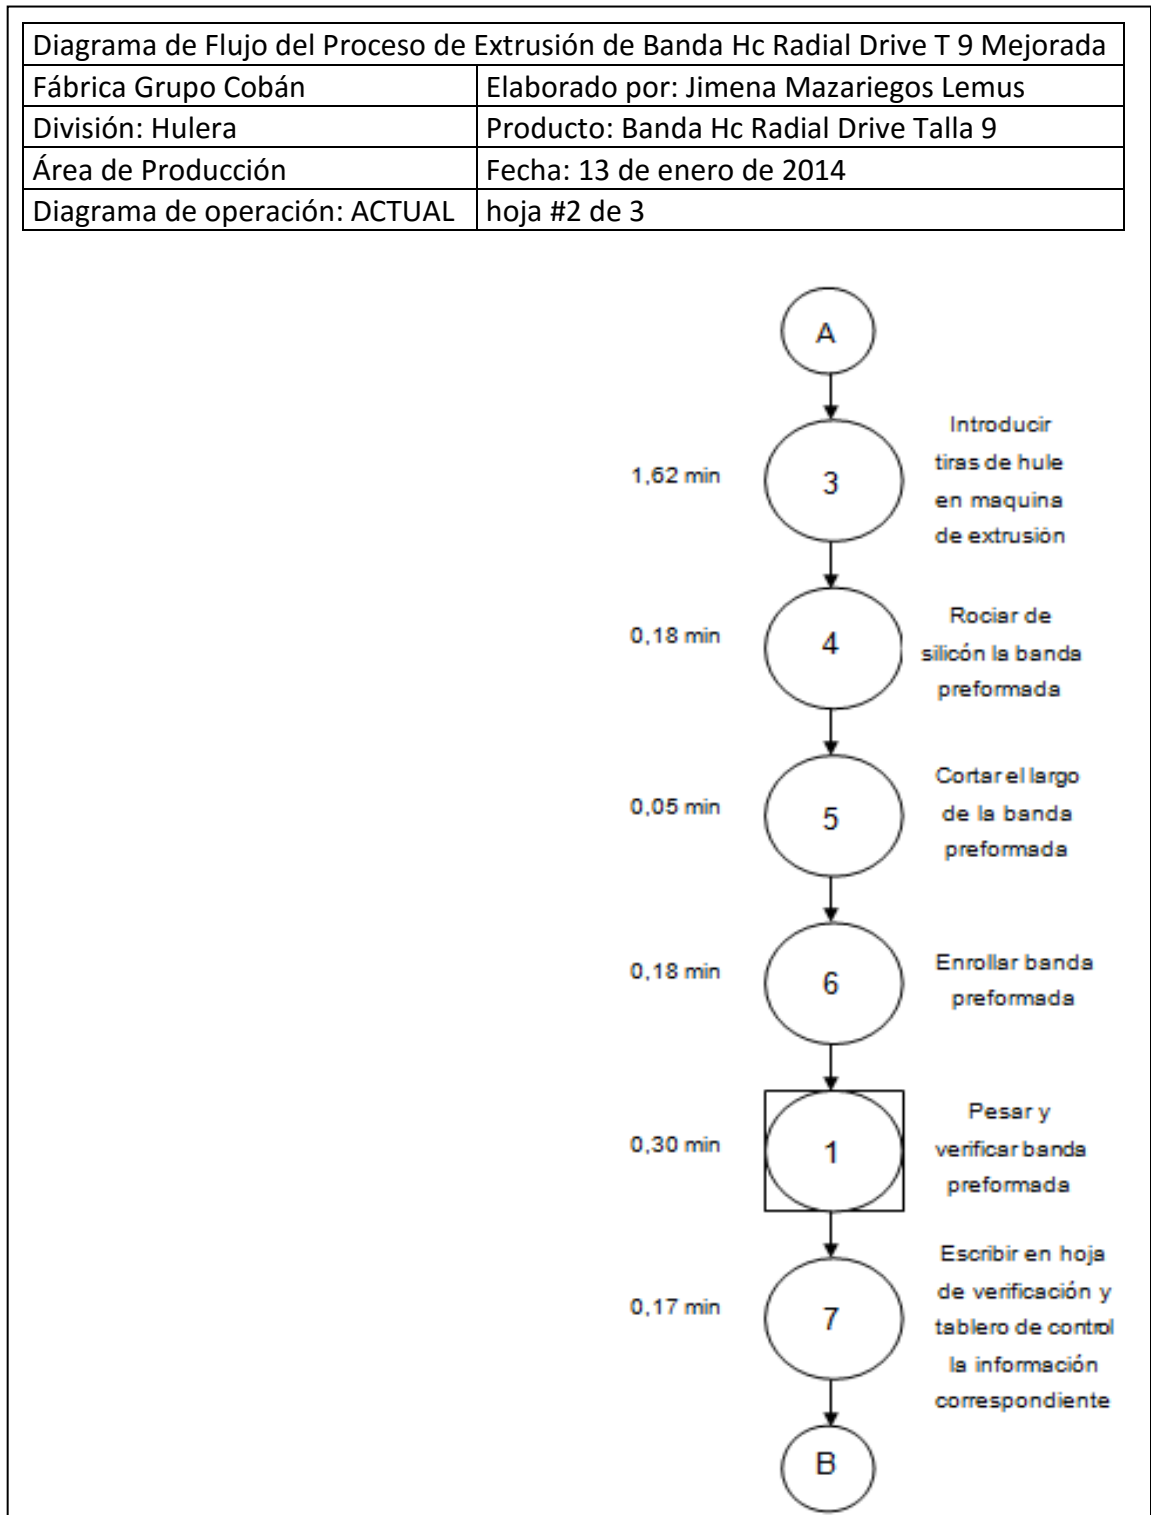 Diagrama de Flujo del Proceso de Extrusión de Banda Hc Radial Drive T 9 Mejorada
Fábrica Grupo Cobán
Elaborado por: Jimena Mazariegos Lemus
División: Hulera
Producto: Banda Hc Radial Drive Talla 9
Área de Producción
Fecha: 13 de enero de 2014
Diagrama de operación: ACTUAL
hoja #2 de 3
A
1,62 min
3
Introducir
tiras de hule
en maquina
de extrusión
0,18 min
4
Rociar de
silicón la banda
preformada
0,05 min
5
Cortar el largo
de la banda
preformada
0,18 min
6
Enrollar banda
preformada
0,30 min
1
Pesar y
verificar banda
preformada
0,17 min
7
Escribir en hoja
de verificación y
tablero de control
la información
correspondiente
B